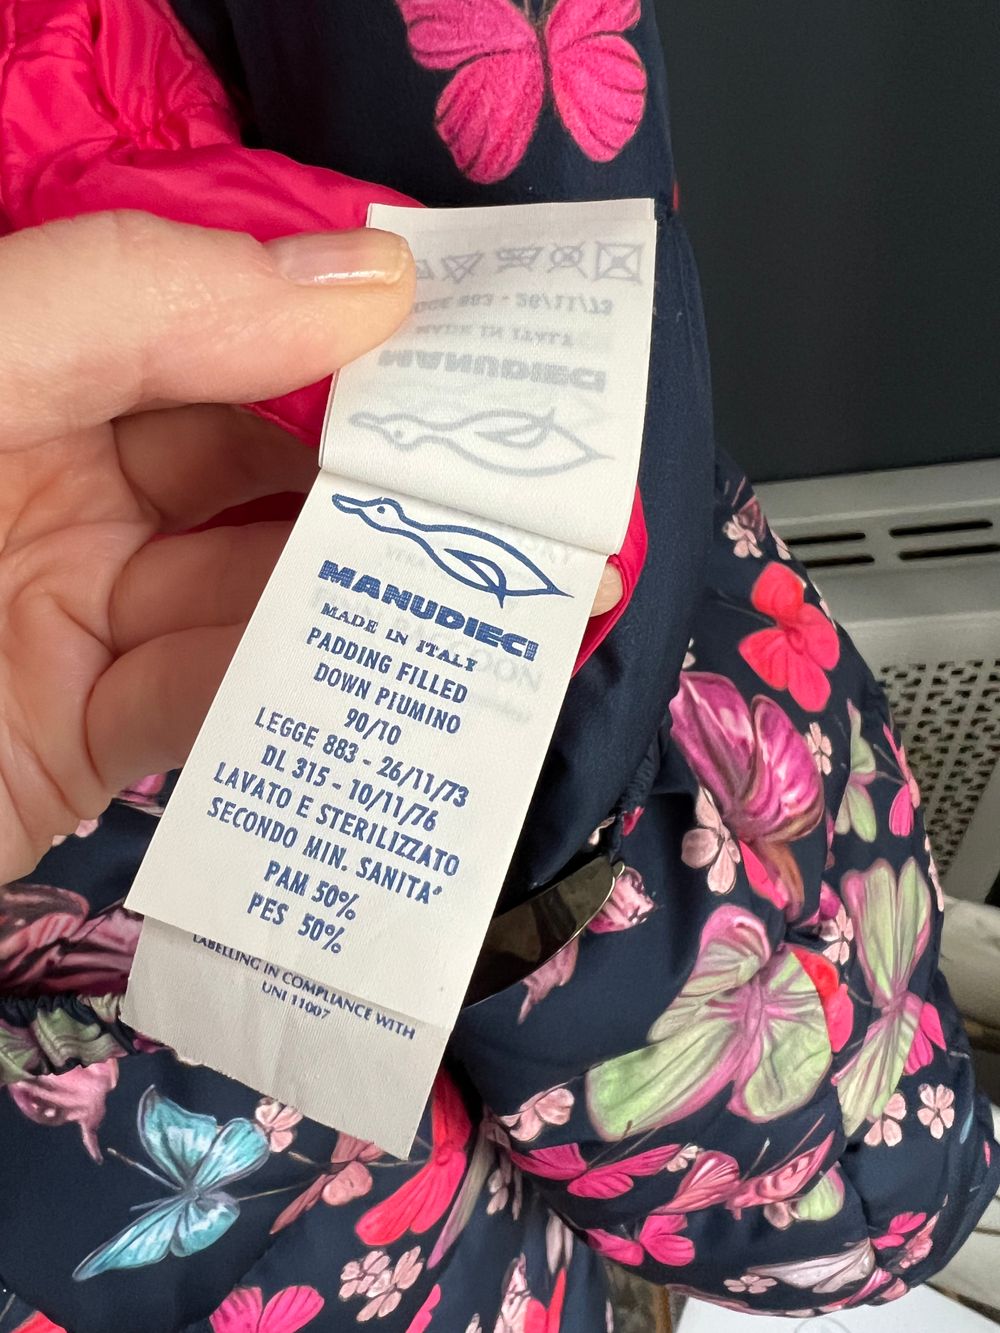 MANUDIECI
MADE IN ITALY
PADDING FILLED
DOWN PIUMINO
90/10
LEGGE 883 - 26/11/73
DL 315 - 10/11/76
LAVATO E STERILIZZATO
SECONDO MIN. SANITA'
PAM 50%
PES 50%
LABELLING IN COMPLIANCE WITH
UNI 11007